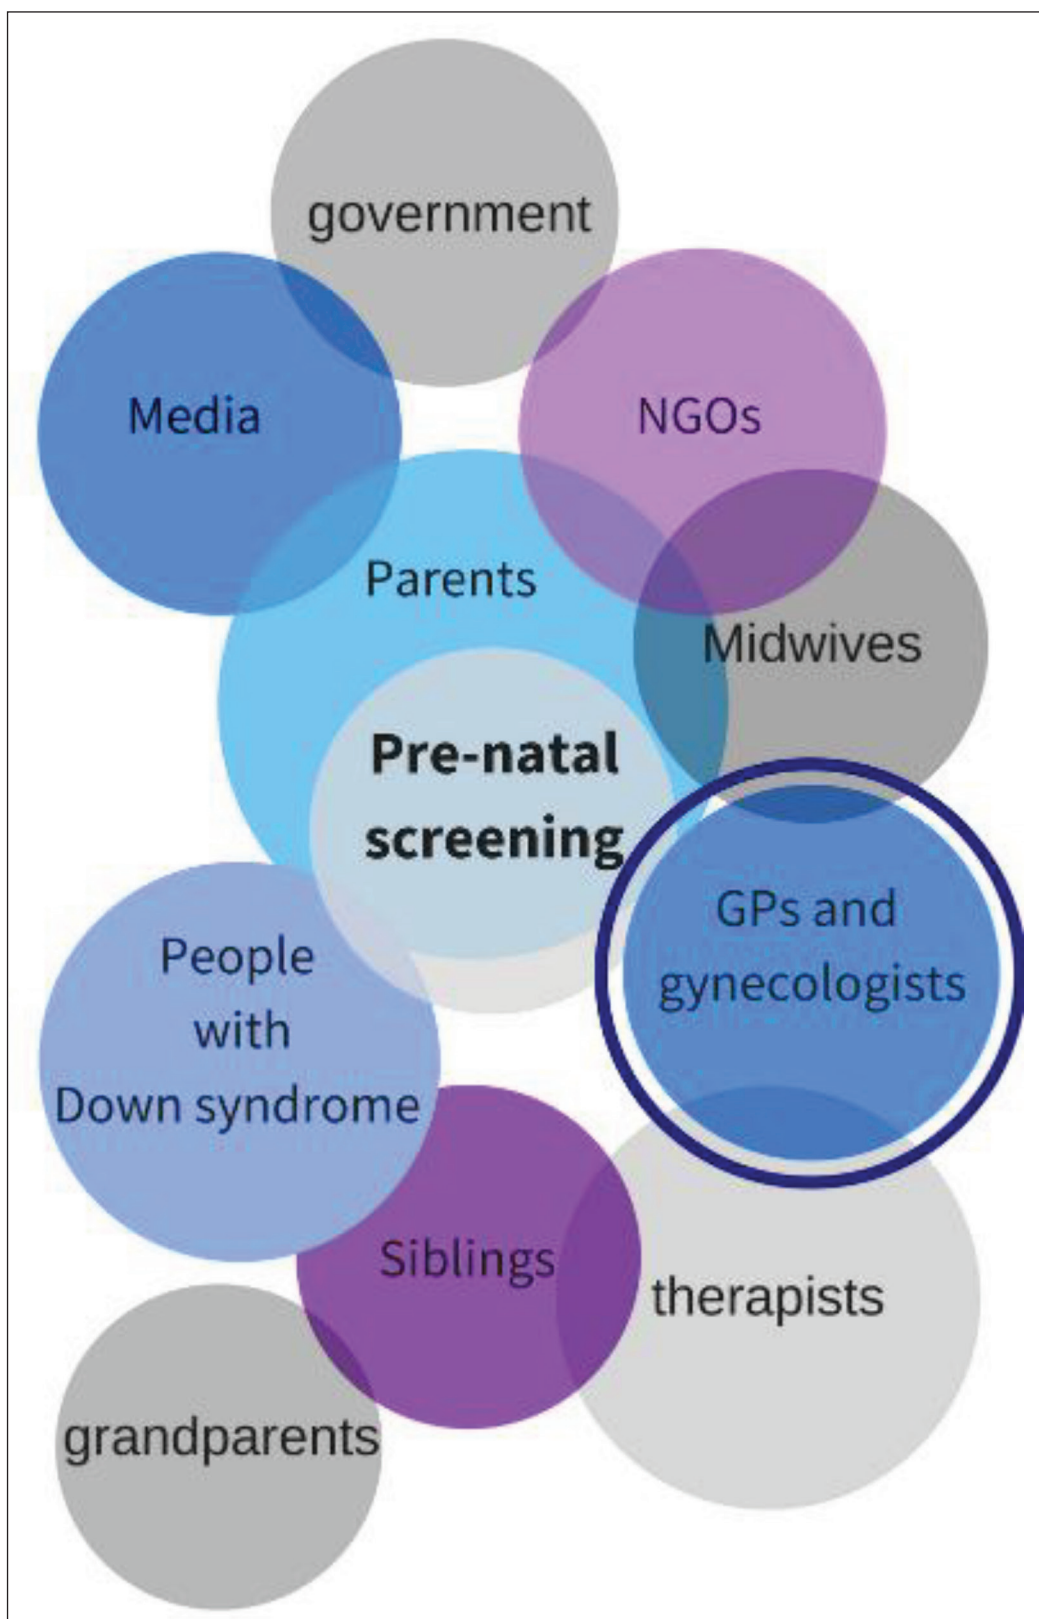 government
Media
NGOs
Parents
Midwives
Pre-natal
screening
GPs and
gynecologists
People
with
Down syndrome
Siblings
therapists
grandparents